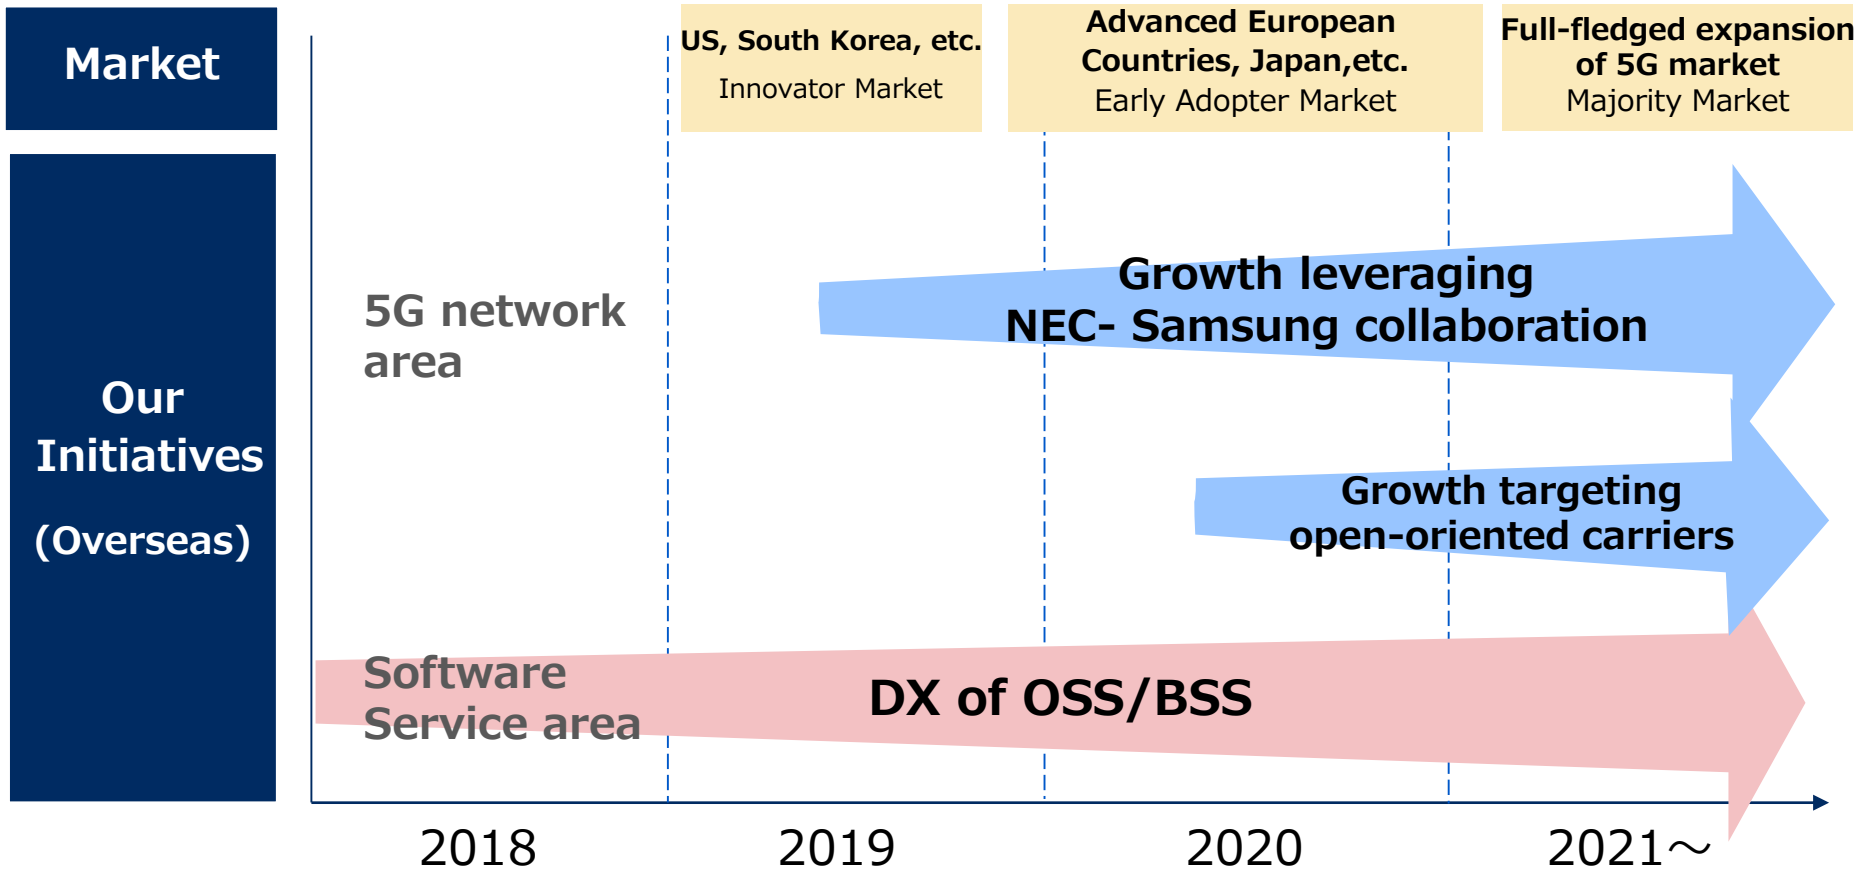 Market
US, South Korea, etc.
Innovator Market
Advanced European
Countries, Japan,etc.
Early Adopter Market
Full-fledged expansion
of 5G market
Majority Market
Our
Initiatives
(Overseas)
5G network
area
Growth leveraging
NEC- Samsung collaboration
Growth targeting
open-oriented carriers
Software
Service area
DX of OSS/BSS
2018
2019
2020
2021～